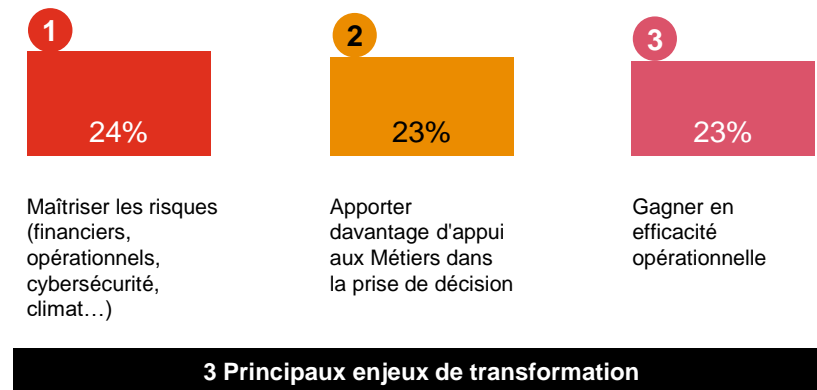 1
24%
Maîtriser les risques
(financiers,
opérationnels,
cybersécurité,
climat…)
2
23%
Apporter
davantage d'appui
aux Métiers dans
la prise de décision
3
23%
Gagner en
efficacité
opérationnelle
3 Principaux enjeux de transformation